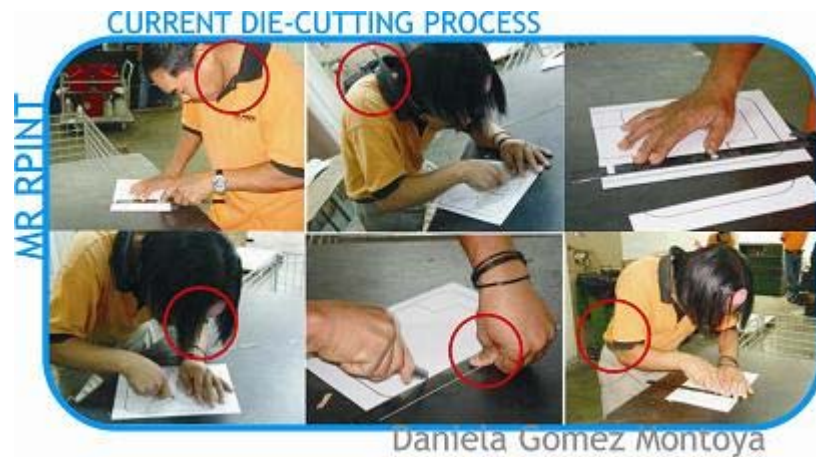 CURRENT DIE-CUTTING PROCESS
MR RPINT
Daniela Gomez Montoya